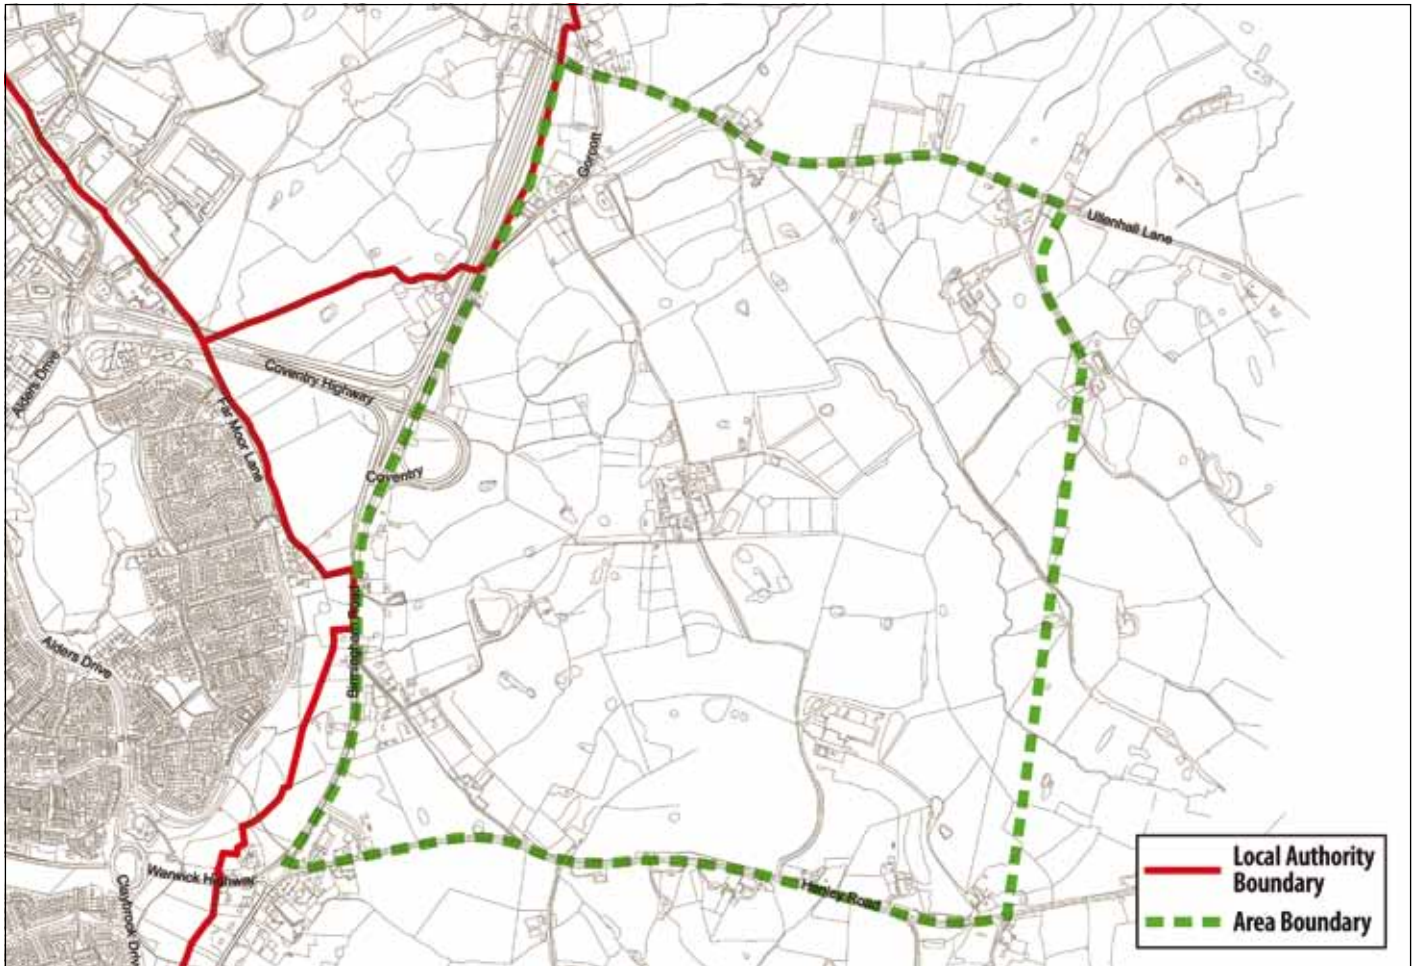 Gorcott
Ullenhall Lane
Alders Drive
Coventry Highway
Far Moor Lane
Coventry
Birmingham Road
Alders Drive
Local Authority
Boundary
Warwick Highway
Henley Road
Claybrook Driv
Area Boundary